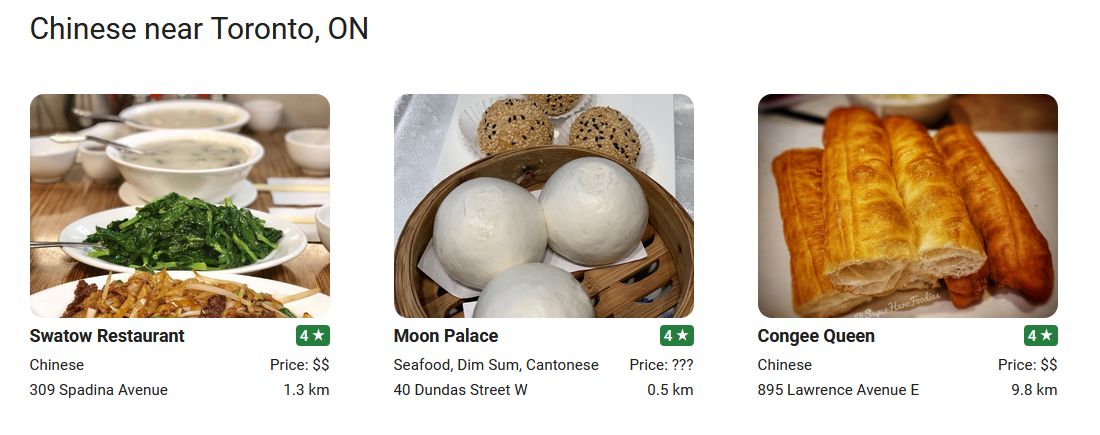 Chinese near Toronto, ON
@SuperHeroFoodies
Swatow Restaurant 4 ★
Chinese Price: $$
309 Spadina Avenue 1.3 km
Moon Palace 4 ★
Seafood, Dim Sum, Cantonese Price: ???
40 Dundas Street W 0.5 km
Congee Queen 4 ★
Chinese Price: $$
895 Lawrence Avenue E 9.8 km